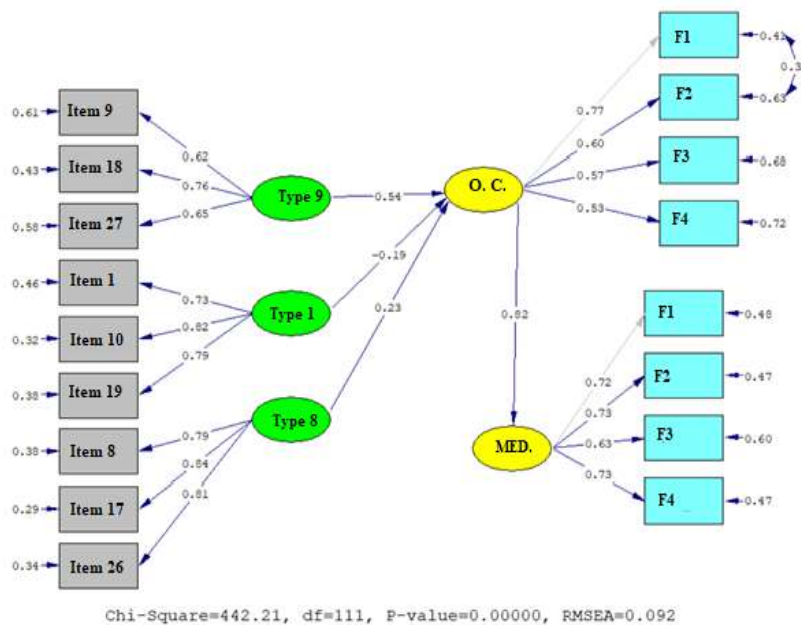 F1
0.41
0.3
0.77
F2
0.63
0.60
F3
0.68
0.57
F4
0.72
0.53
O. C.
0.61
Item 9
0.62
0.43
Item 18
0.76
0.58
Item 27
0.65
Type 9
0.54
0.46
Item 1
0.73
0.32
Item 10
0.82
0.38
Item 19
0.79
Type 1
-0.19
0.38
Item 8
0.79
0.29
Item 17
0.84
0.34
Item 26
0.81
Type 8
0.23
0.82
MED.
F1
0.48
0.72
F2
0.47
0.73
F3
0.60
0.63
F4
0.47
0.73
Chi-Square=442.21, df=111, P-value=0.00000, RMSEA=0.092